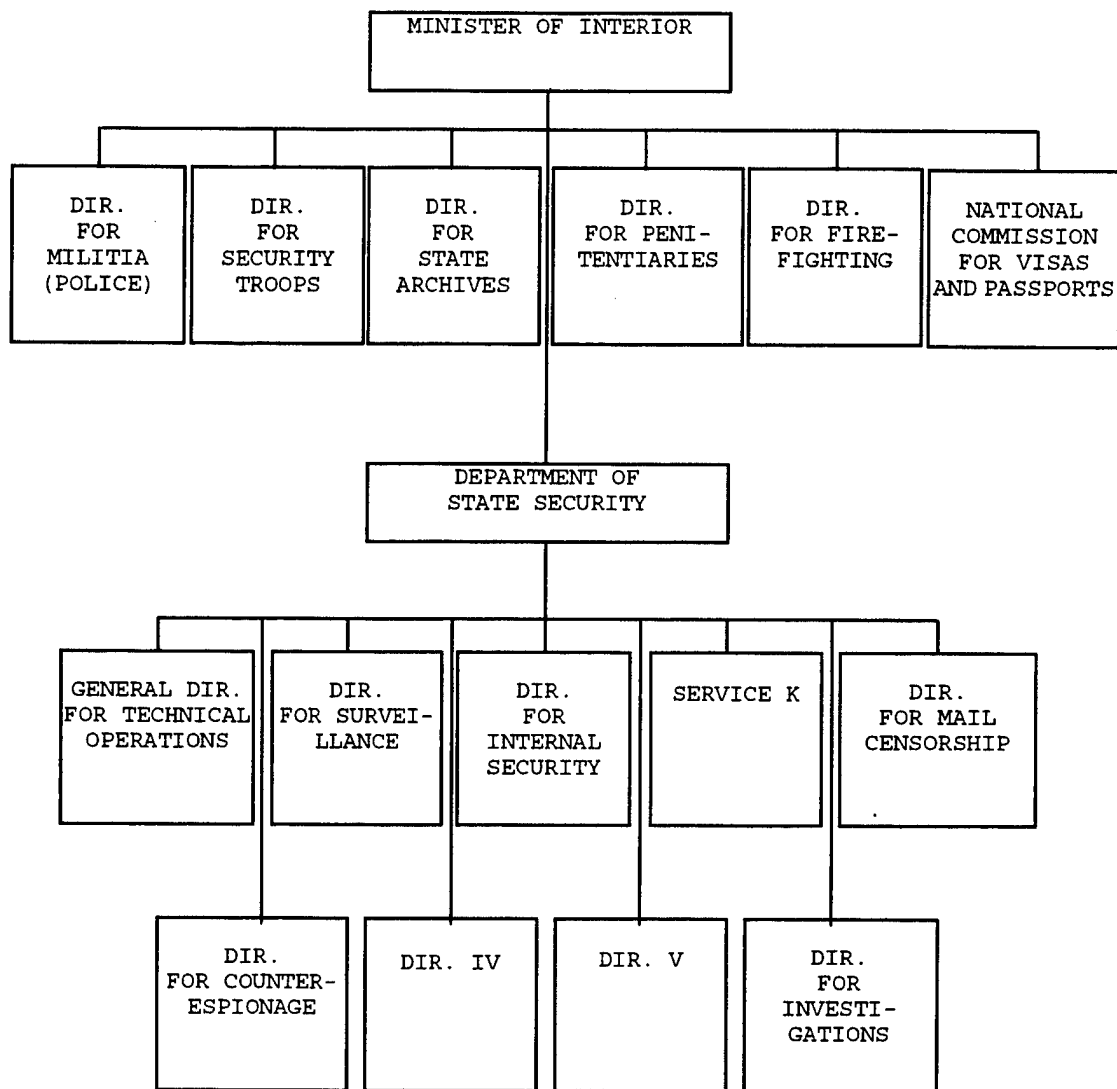 MINISTER OF INTERIOR
DIR.
FOR
MILITIA
(POLICE)
DIR.
FOR
SECURITY
TROOPS
DIR.
FOR
STATE
ARCHIVES
DIR.
FOR PENI-
TENTIARIES
DIR.
FOR FIRE-
FIGHTING
NATIONAL
COMMISSION
FOR VISAS
AND PASSPORTS
DEPARTMENT OF
STATE SECURITY
GENERAL DIR.
FOR TECHNICAL
OPERATIONS
DIR.
FOR SURVEI-
LLANCE
DIR.
FOR
INTERNAL
SECURITY
SERVICE K
DIR.
FOR MAIL
CENSORSHIP
DIR.
FOR COUNTER-
ESPIONAGE
DIR. IV
DIR. V
DIR.
FOR
INVESTI-
GATIONS